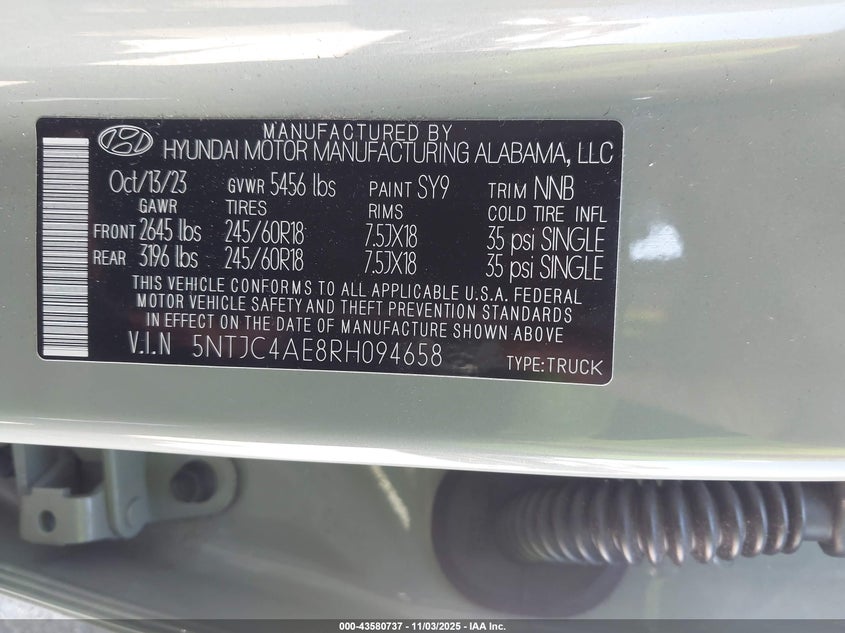 MANUFACTURED BY
HYUNDAI MOTOR MANUFACTURING ALABAMA, LLC
Oct/13/23 GVWR 5456 lbs PAINT SY9 TRIM NNB
GAWR TIRES RIMS COLD TIRE INFL
FRONT 2645 lbs 245/60R18 7.5JX18 35 psi SINGLE
REAR 3196 lbs 245/60R18 7.5JX18 35 psi SINGLE
THIS VEHICLE CONFORMS TO ALL APPLICABLE U.S.A. FEDERAL
MOTOR VEHICLE SAFETY AND THEFT PREVENTION STANDARDS
IN EFFECT ON THE DATE OF MANUFACTURE SHOWN ABOVE
V.I.N 5NTJC4AE8RH094658 TYPE:TRUCK
000-43580737 - 11/03/2025 - IAA Inc.